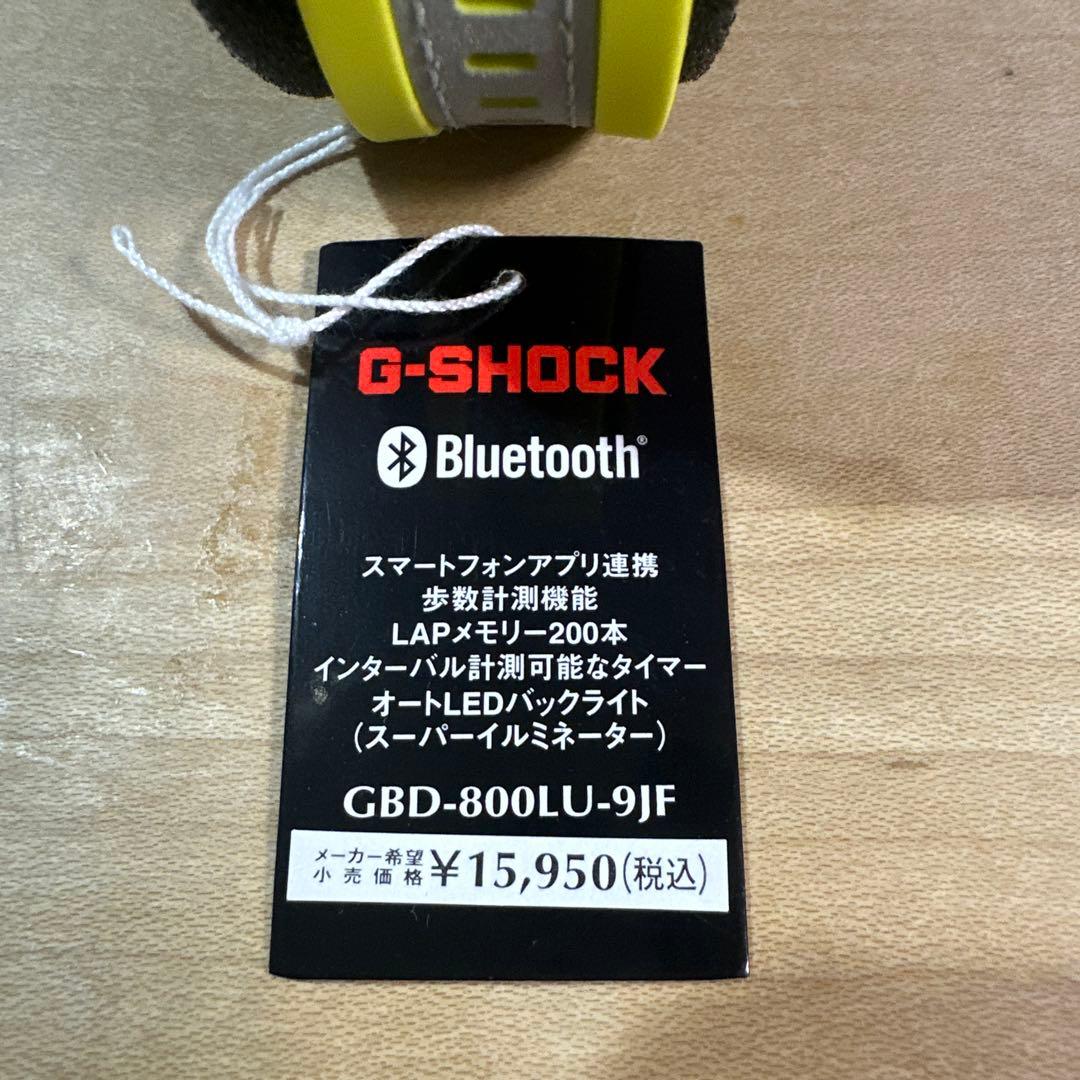 G-SHOCK
Bluetooth®
スマートフォンアプリ連携
歩数計測機能
LAPメモリー200本
インターバル計測可能なタイマー
オートLEDバックライト
(スーパーイルミネーター)
GBD-800LU-9JF
メーカー希望
小売価格 ¥15,950(税込)